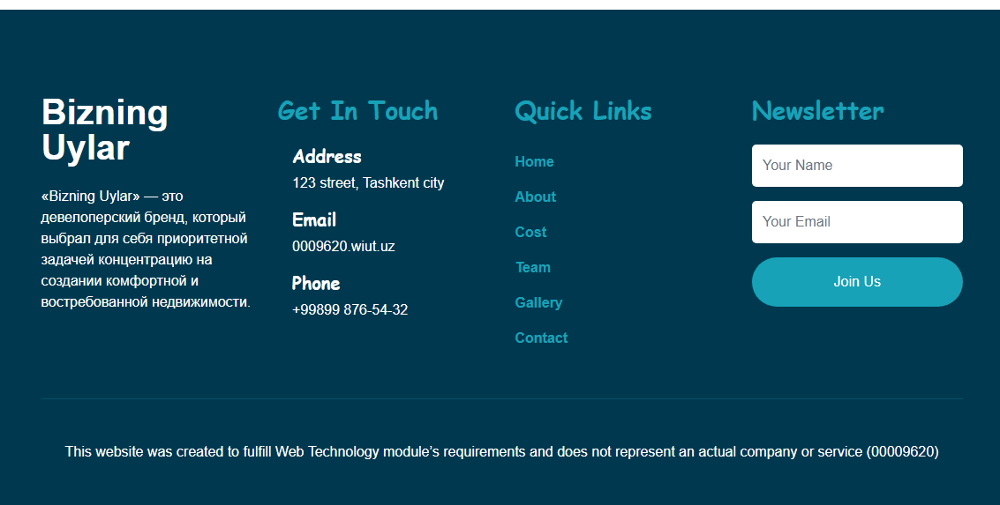 Bizning
Uylar
«Bizning Uylar» — это
девелоперский бренд, который
выбрал для себя приоритетной
задачей концентрацию на
создании комфортной и
востребованной недвижимости.
Get In Touch
Address
123 street, Tashkent city
Email
0009620.wiut.uz
Phone
+99899 876-54-32
Quick Links
Home
About
Cost
Team
Gallery
Contact
Newsletter
Your Name
Your Email
Join Us
This website was created to fulfill Web Technology module’s requirements and does not represent an actual company or service (00009620)